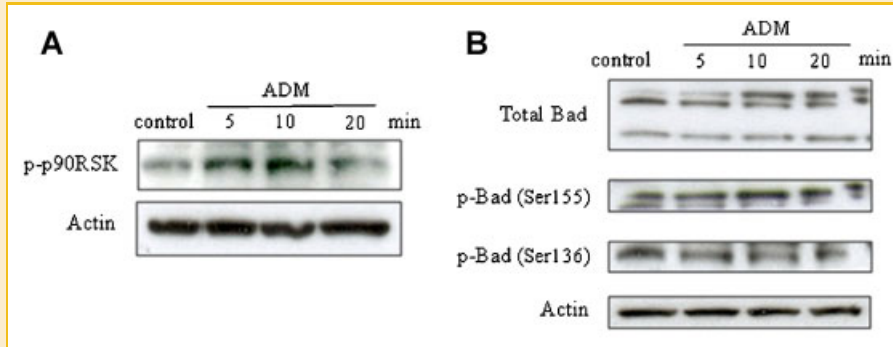 A
ADM
control 5 10 20 min
p-p90RSK
Actin
B
ADM
control 5 10 20 min
Total Bad
p-Bad (Ser155)
p-Bad (Ser136)
Actin